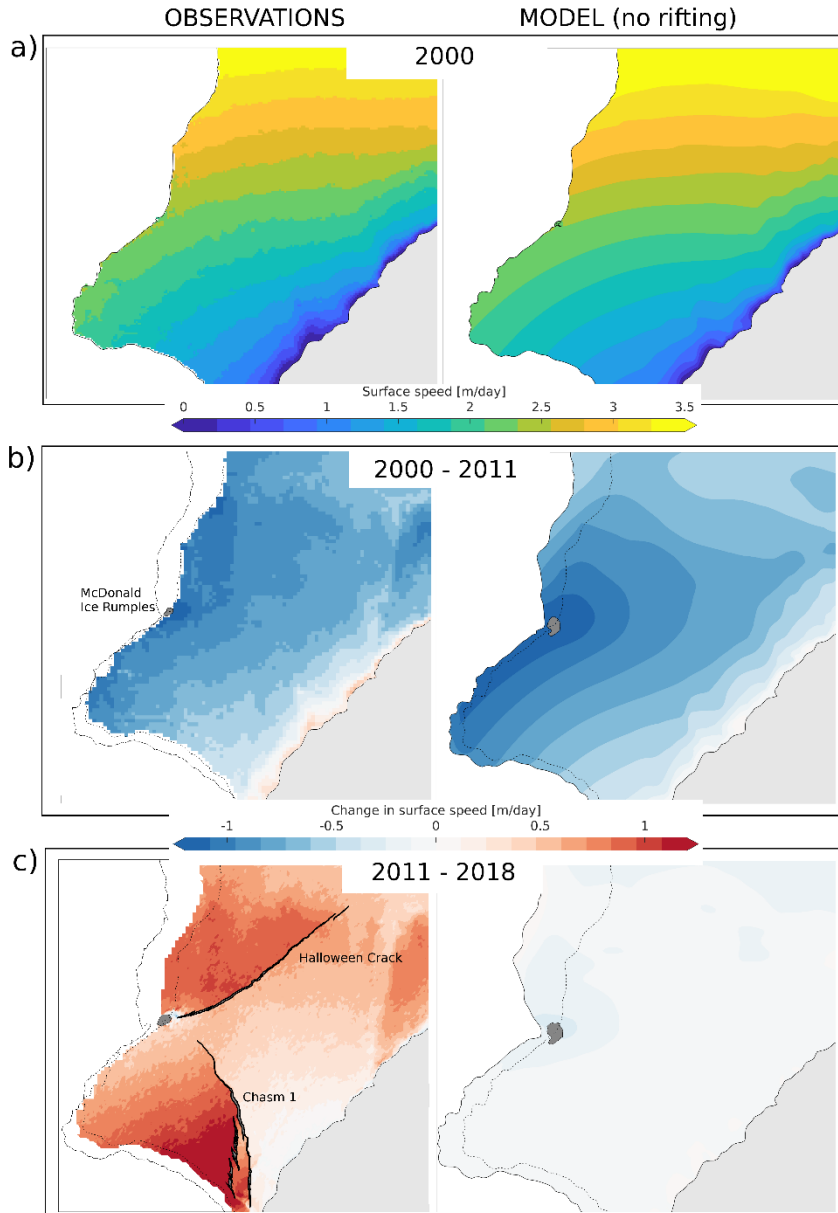 OBSERVATIONS
MODEL (no rifting)
a)
2000
Surface speed [m/day]
0 0.5 1 1.5 2 2.5 3 3.5
b)
2000 - 2011
McDonald
Ice Rumples
Change in surface speed [m/day]
-1 -0.5 0 0.5 1
c)
2011 - 2018
Halloween Crack
Chasm 1